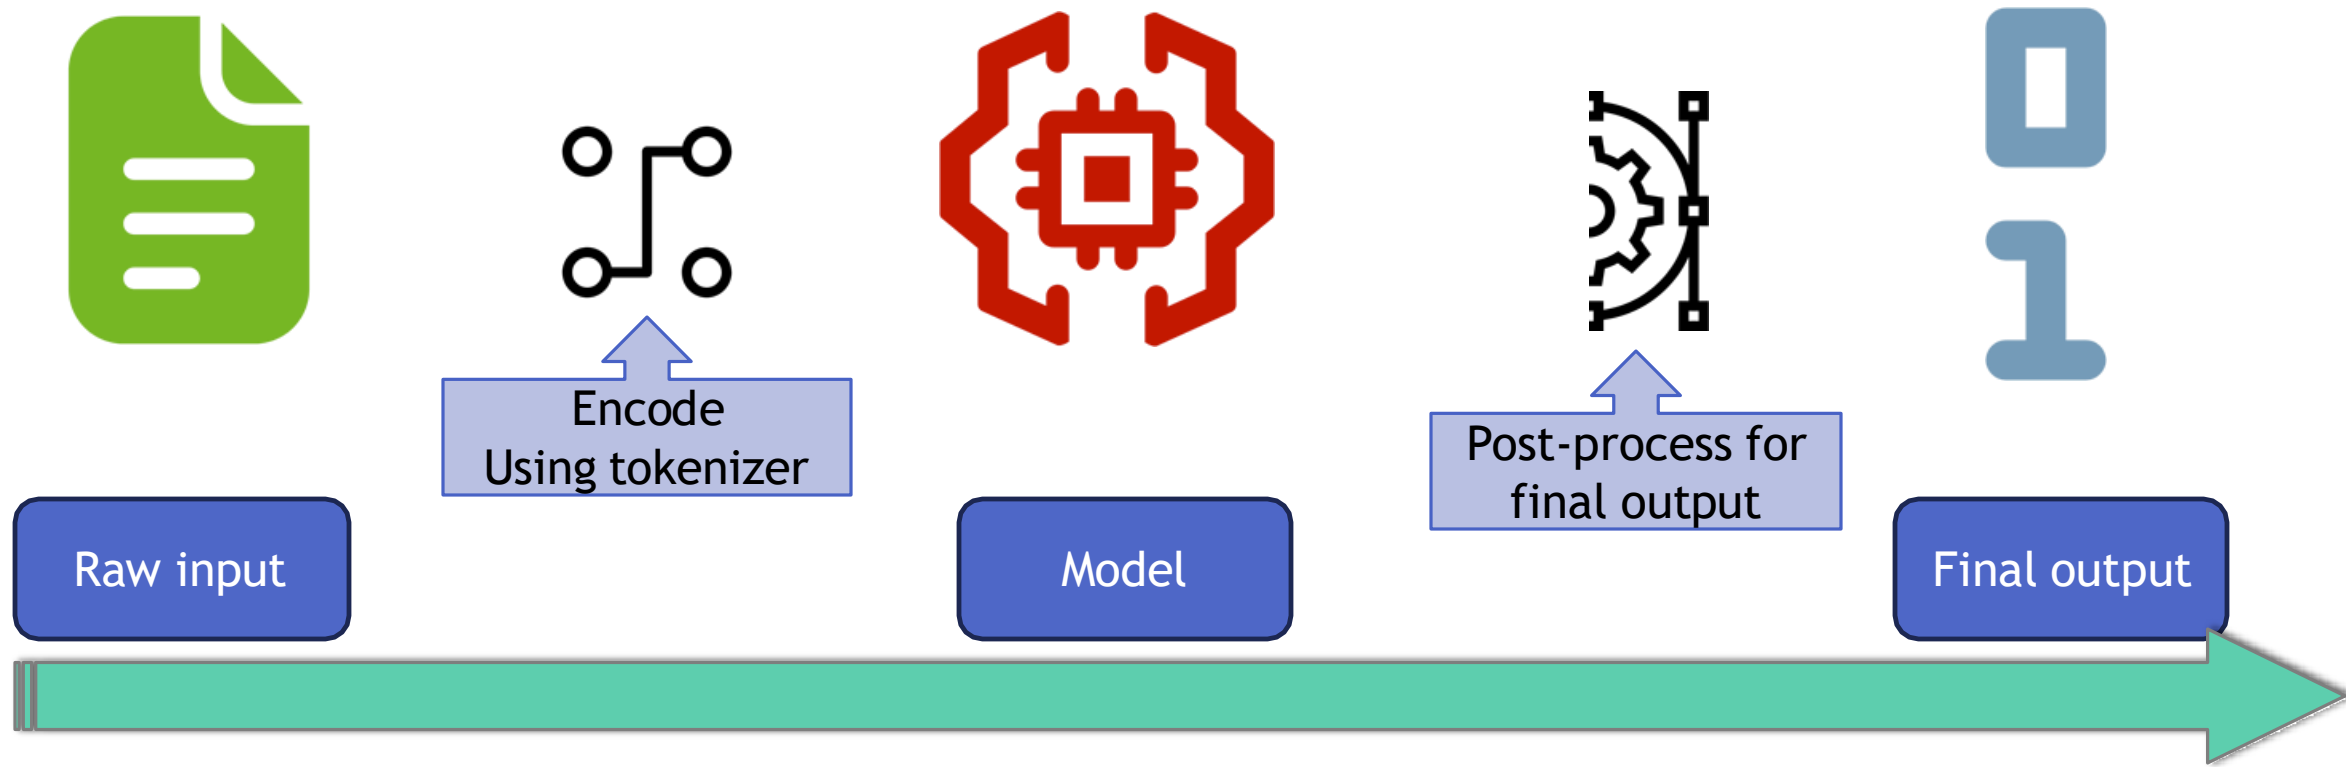 Encode
Using tokenizer
Post-process for
final output
Raw input
Model
Final output